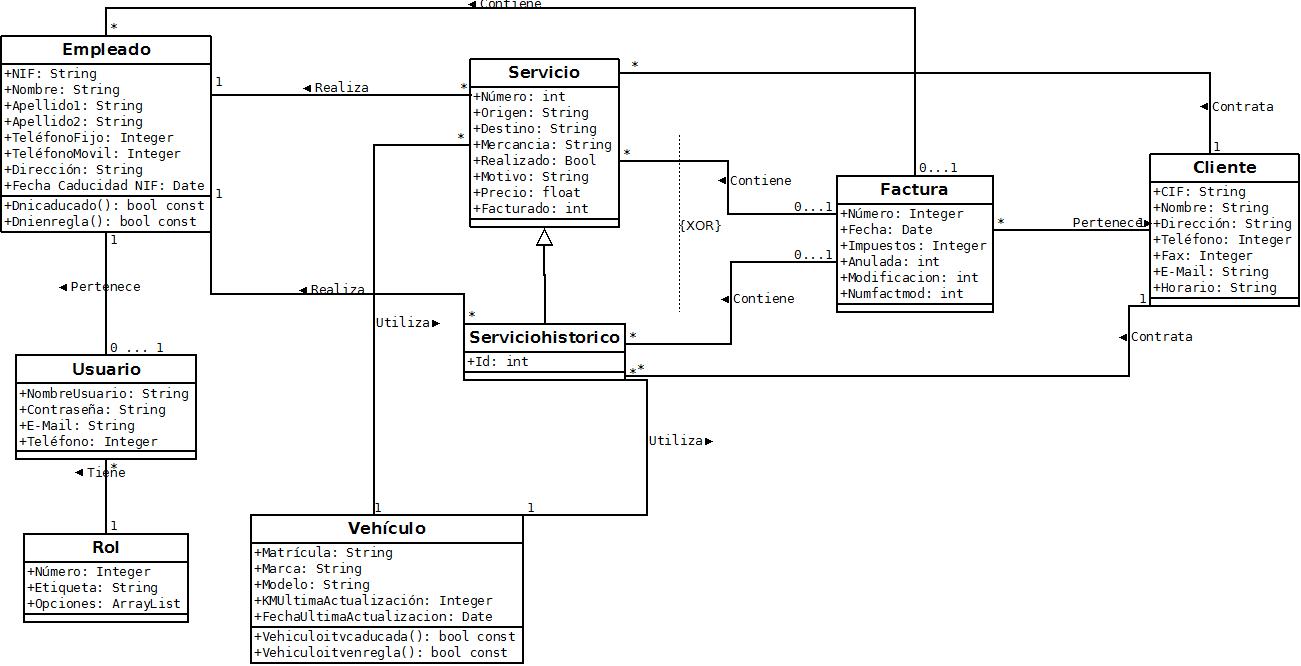 ◄ Contiene
*
Empleado
+NIF: String
+Nombre: String
+Apellido1: String
+Apellido2: String
+TeléfonoFijo: Integer
+TeléfonoMovil: Integer
+Dirección: String
+Fecha Caducidad NIF: Date
+Dnicaducado(): bool const
+Dnienregla(): bool const
1
◄ Realiza
*
1
◄ Realiza
*
1
◄ Pertenece
0 ... 1
Usuario
+NombreUsuario: String
+Contraseña: String
+E-Mail: String
+Teléfono: Integer
*
◄ Tiene
1
Rol
+Número: Integer
+Etiqueta: String
+Opciones: ArrayList
Servicio
+Número: int
+Origen: String
+Destino: String
+Mercancia: String
+Realizado: Bool
+Motivo: String
+Precio: float
+Facturado: int
*
◄ Contrata
1
*
Utiliza►
1
*
◄ Contiene
0...1
{XOR}
0...1
◄ Contiene
*
Serviciohistorico
+Id: int
**
Utiliza►
1
Vehículo
+Matrícula: String
+Marca: String
+Modelo: String
+KMUltimaActualización: Integer
+FechaUltimaActualizacion: Date
+Vehiculoitvcaducada(): bool const
+Vehiculoitvenregla(): bool const
0...1
Factura
+Número: Integer
+Fecha: Date
+Impuestos: Integer
+Anulada: int
+Modificacion: int
+Numfactmod: int
*
Pertenece►
1
Cliente
+CIF: String
+Nombre: String
+Dirección: String
+Teléfono: Integer
+Fax: Integer
+E-Mail: String
+Horario: String
1
◄ Contrata